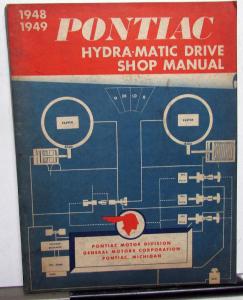 1948
1949
PONTIAC
HYDRA-MATIC DRIVE
SHOP MANUAL
PONTIAC MOTOR DIVISION
GENERAL MOTORS CORPORATION
PONTIAC, MICHIGAN